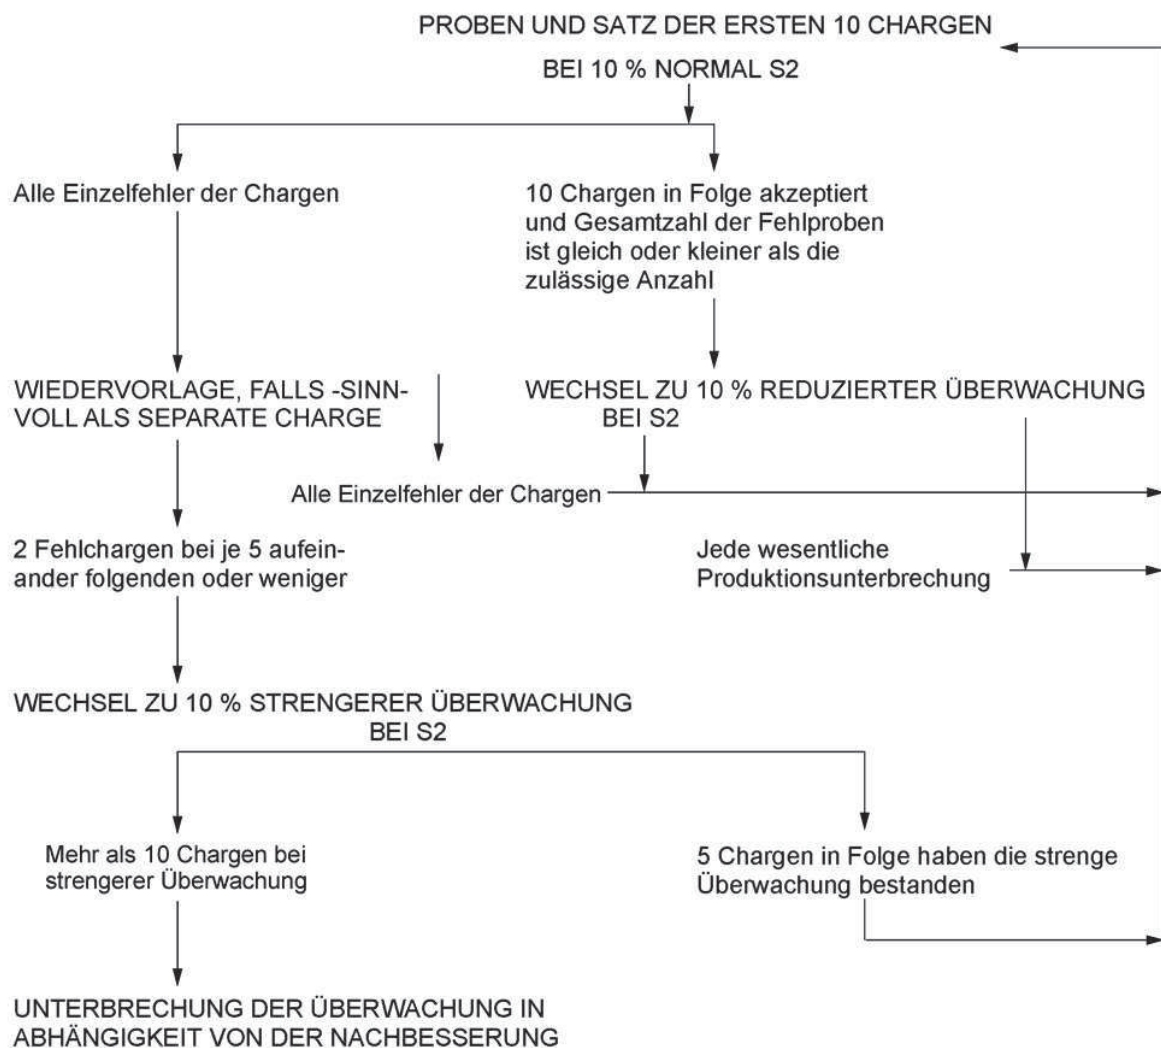 PROBEN UND SATZ DER ERSTEN 10 CHARGEN
BEI 10 % NORMAL S2
Alle Einzelfehler der Chargen
10 Chargen in Folge akzeptiert
und Gesamtzahl der Fehlproben
ist gleich oder kleiner als die
zulässige Anzahl
WIEDERVORLAGE, FALLS -SINN-
VOLL ALS SEPARATE CHARGE
WECHSEL ZU 10 % REDUZIERTER ÜBERWACHUNG
BEI S2
Alle Einzelfehler der Chargen
2 Fehlchargen bei je 5 aufein-
ander folgenden oder weniger
Jede wesentliche
Produktionsunterbrechung
WECHSEL ZU 10 % STRENGERER ÜBERWACHUNG
BEI S2
Mehr als 10 Chargen bei
strengerer Überwachung
5 Chargen in Folge haben die strenge
Überwachung bestanden
UNTERBRECHUNG DER ÜBERWACHUNG IN
ABHÄNGIGKEIT VON DER NACHBESSERUNG